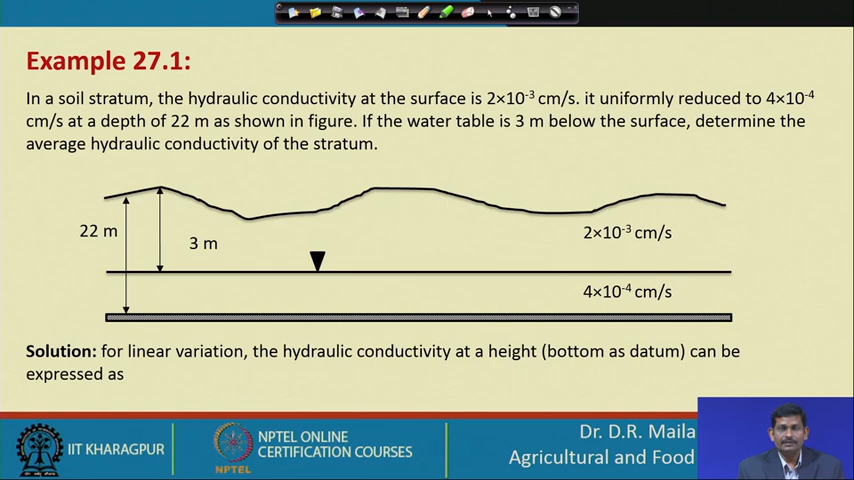 Example 27.1:
In a soil stratum, the hydraulic conductivity at the surface is 2×10⁻³ cm/s. it uniformly reduced to 4×10⁻⁴
cm/s at a depth of 22 m as shown in figure. If the water table is 3 m below the surface, determine the
average hydraulic conductivity of the stratum.
22 m
3 m
2×10⁻³ cm/s
4×10⁻⁴ cm/s
Solution: for linear variation, the hydraulic conductivity at a height (bottom as datum) can be
expressed as
IIT KHARAGPUR
NPTEL
NPTEL ONLINE
CERTIFICATION COURSES
Dr. D.R. Maila
Agricultural and Food